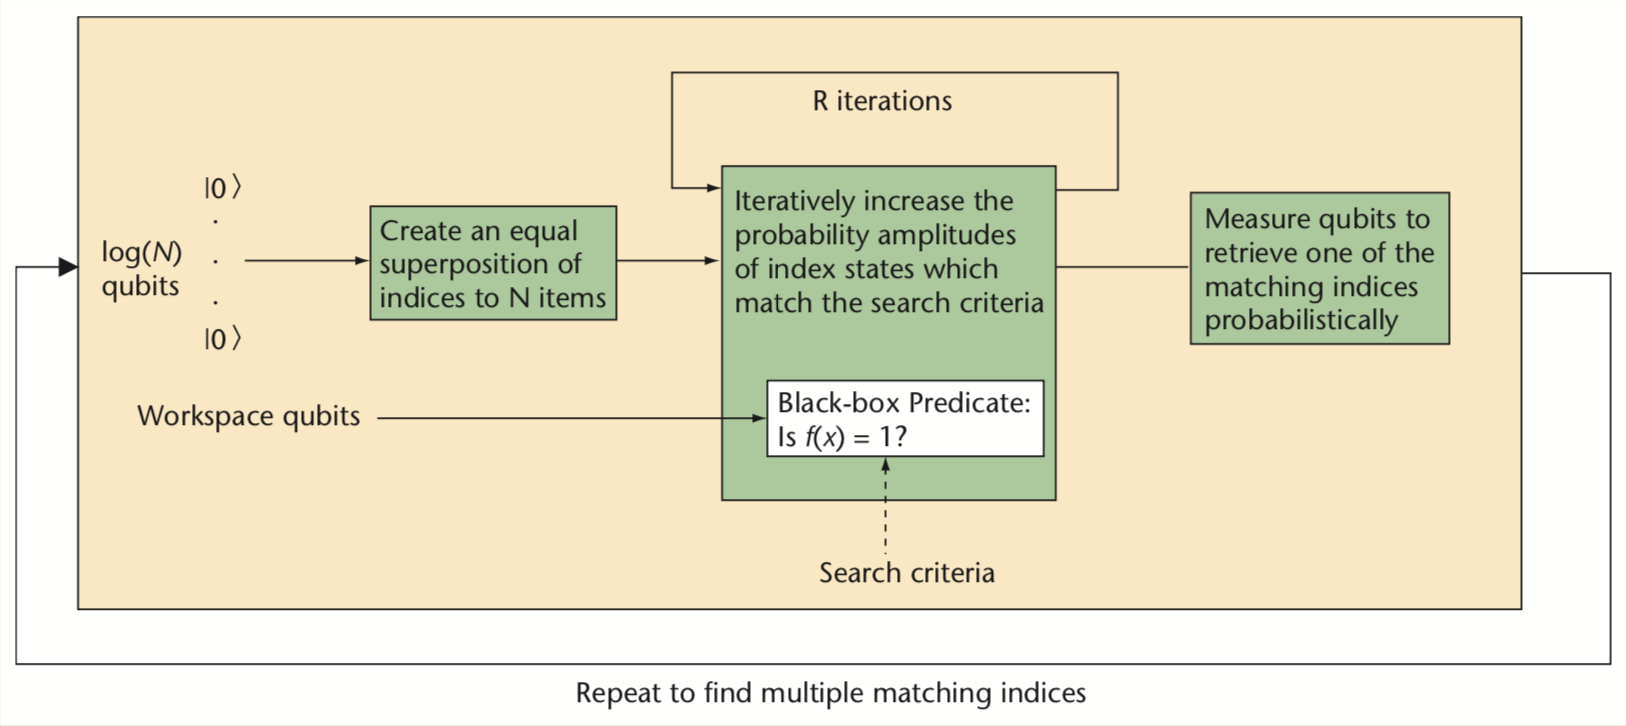 R iterations
|0⟩
.
log(N)
qubits
.
.
|0⟩
Create an equal
superposition of
indices to N items
Iteratively increase the
probability amplitudes
of index states which
match the search criteria
Measure qubits to
retrieve one of the
matching indices
probabilistically
Workspace qubits
Black-box Predicate:
Is f(x) = 1?
Search criteria
Repeat to find multiple matching indices